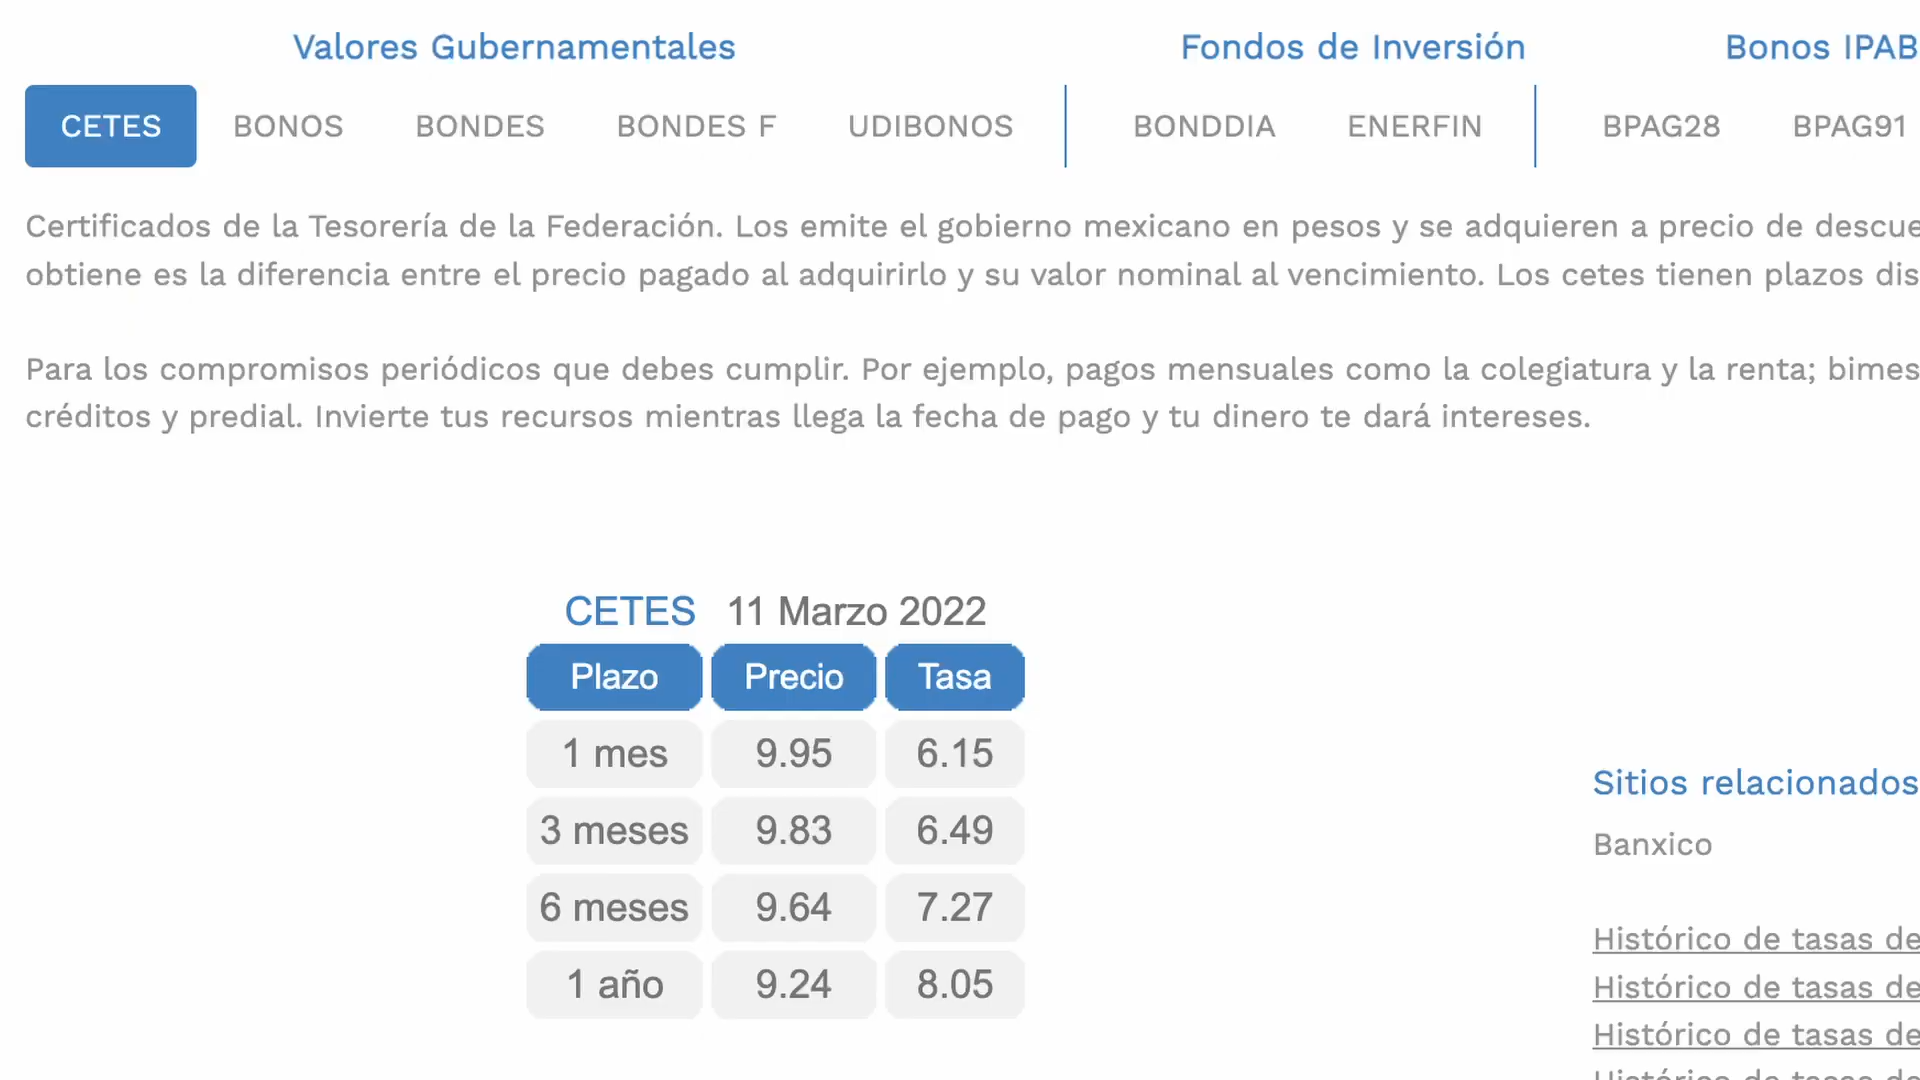 Valores Gubernamentales Fondos de Inversión Bonos IPAB
CETES BONOS BONDES BONDES F UDIBONOS BONDDIA ENERFIN BPAG28 BPAG91
Certificados de la Tesorería de la Federación. Los emite el gobierno mexicano en pesos y se adquieren a precio de
obtiene es la diferencia entre el precio pagado al adquirirlo y su valor nominal al vencimiento. Los cetes tienen plazos
Para los compromisos periódicos que debes cumplir. Por ejemplo, pagos mensuales como la colegiatura y la renta;
créditos y predial. Invierte tus recursos mientras llega la fecha de pago y tu dinero te dará intereses.
CETES 11 Marzo 2022
Plazo Precio Tasa
1 mes 9.95 6.15
3 meses 9.83 6.49
6 meses 9.64 7.27
1 año 9.24 8.05
Sitios relacionados
Banxico
Histórico de tasas de
Histórico de tasas de
Histórico de tasas de